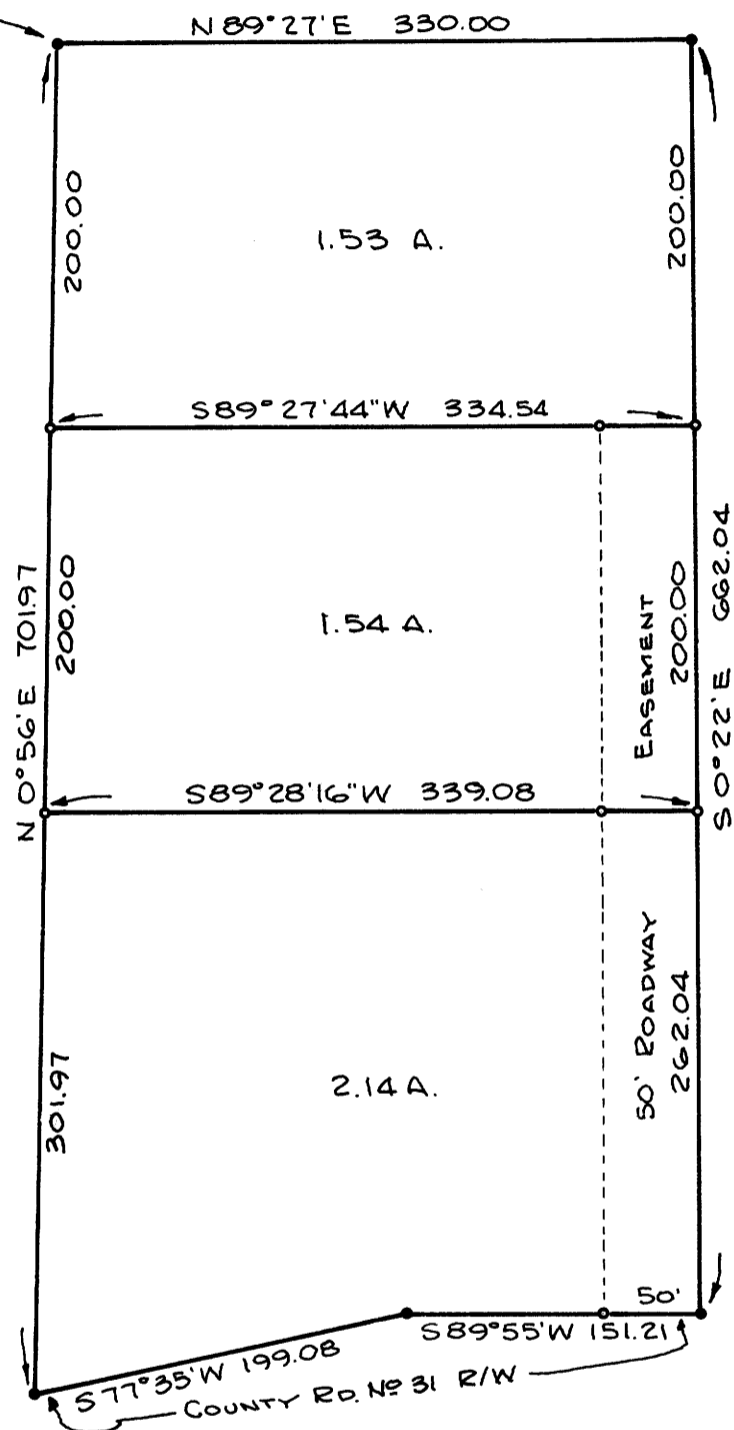 N 89°27'E 330.00
200.00
200.00
1.53 A.
S89°27'44"W 334.54
N 0°56'E 701.97
200.00
1.54 A.
EASEMENT
200.00
S 0°22'E 662.04
S89°28'16"W 339.08
301.97
2.14 A.
50' ROADWAY
262.04
50'
S89°55'W 151.21
S77°35'W 199.08
COUNTY RD. Nº 31 R/W